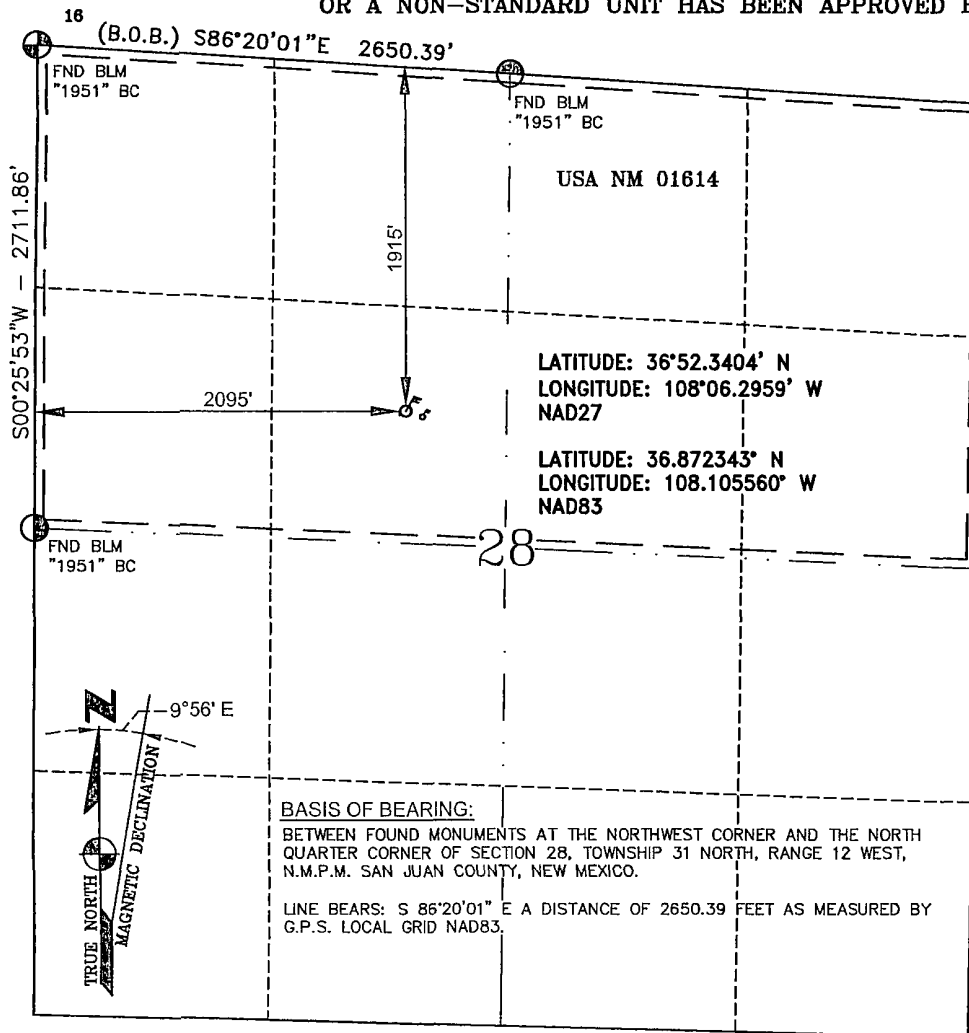 OR A NON—STANDARD UNIT HAS BEEN APPROVED
16
(B.O.B.) S86°20'01"E 2650.39'
FND BLM
"1951" BC
FND BLM
"1951" BC
USA NM 01614
S00°25'53"W – 2711.86'
1915'
LATITUDE: 36°52.3404' N
LONGITUDE: 108°06.2959' W
NAD27
2095'
LATITUDE: 36.872343° N
LONGITUDE: 108.105560° W
NAD83
FND BLM
"1951" BC
28
N
9°56' E
TRUE NORTH
MAGNETIC DECLINATION
BASIS OF BEARING:
BETWEEN FOUND MONUMENTS AT THE NORTHWEST CORNER AND THE NORTH
QUARTER CORNER OF SECTION 28, TOWNSHIP 31 NORTH, RANGE 12 WEST,
N.M.P.M. SAN JUAN COUNTY, NEW MEXICO.
LINE BEARS: S 86°20'01" E A DISTANCE OF 2650.39 FEET AS MEASURED BY
G.P.S. LOCAL GRID NAD83.